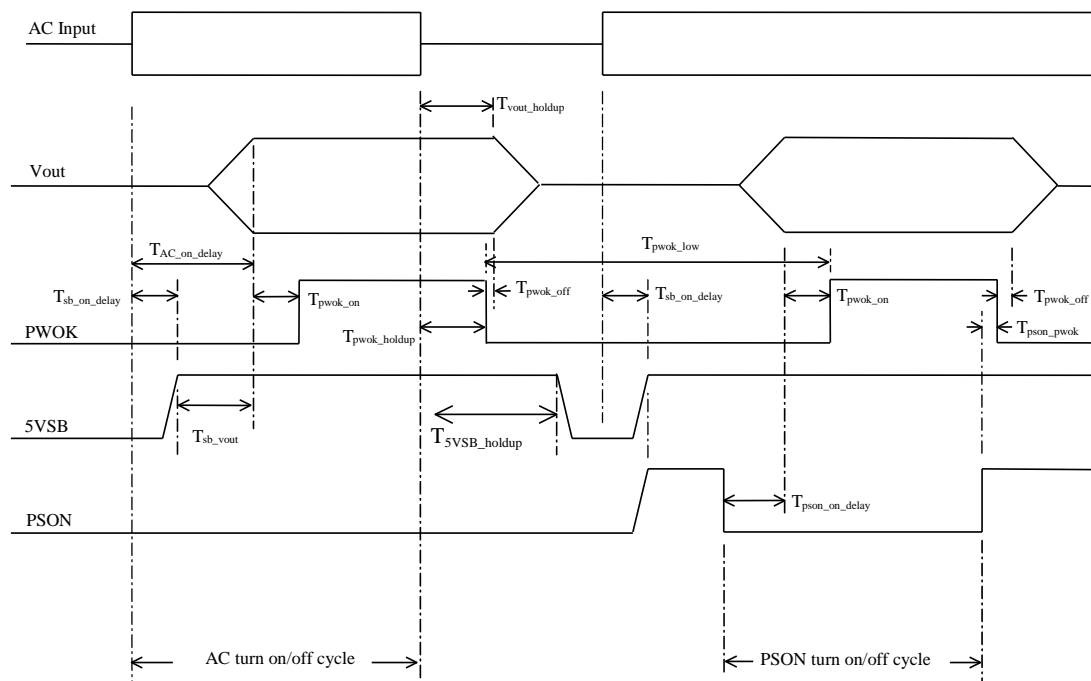 AC Input
T_vout_holdup
Vout
T_AC_on_delay
T_pwok_low
T_sb_on_delay
T_pwok_on
T_pwok_off
T_sb_on_delay
T_pwok_on
T_pwok_off
PWOK
T_pwok_holdup
T_pson_pwok
5VSB
T_sb_vout
T_5VSB_holdup
PSON
T_pson_on_delay
AC turn on/off cycle
PSON turn on/off cycle